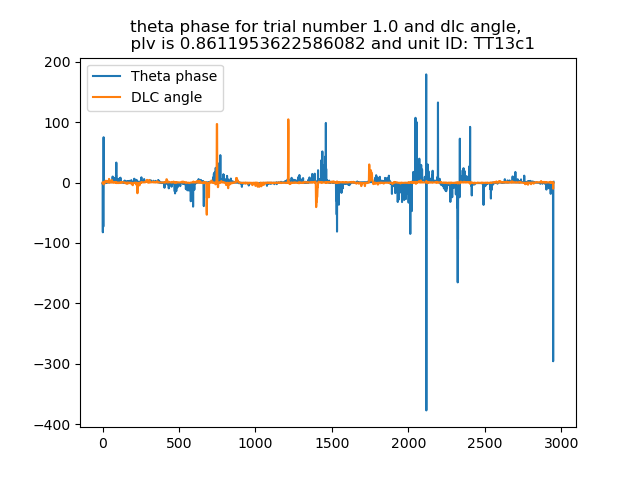 theta phase for trial number 1.0 and dlc angle,
plv is 0.8611953622586082 and unit ID: TT13c1
Theta phase
DLC angle
200
100
0
−100
−200
−300
−400
0 500 1000 1500 2000 2500 3000